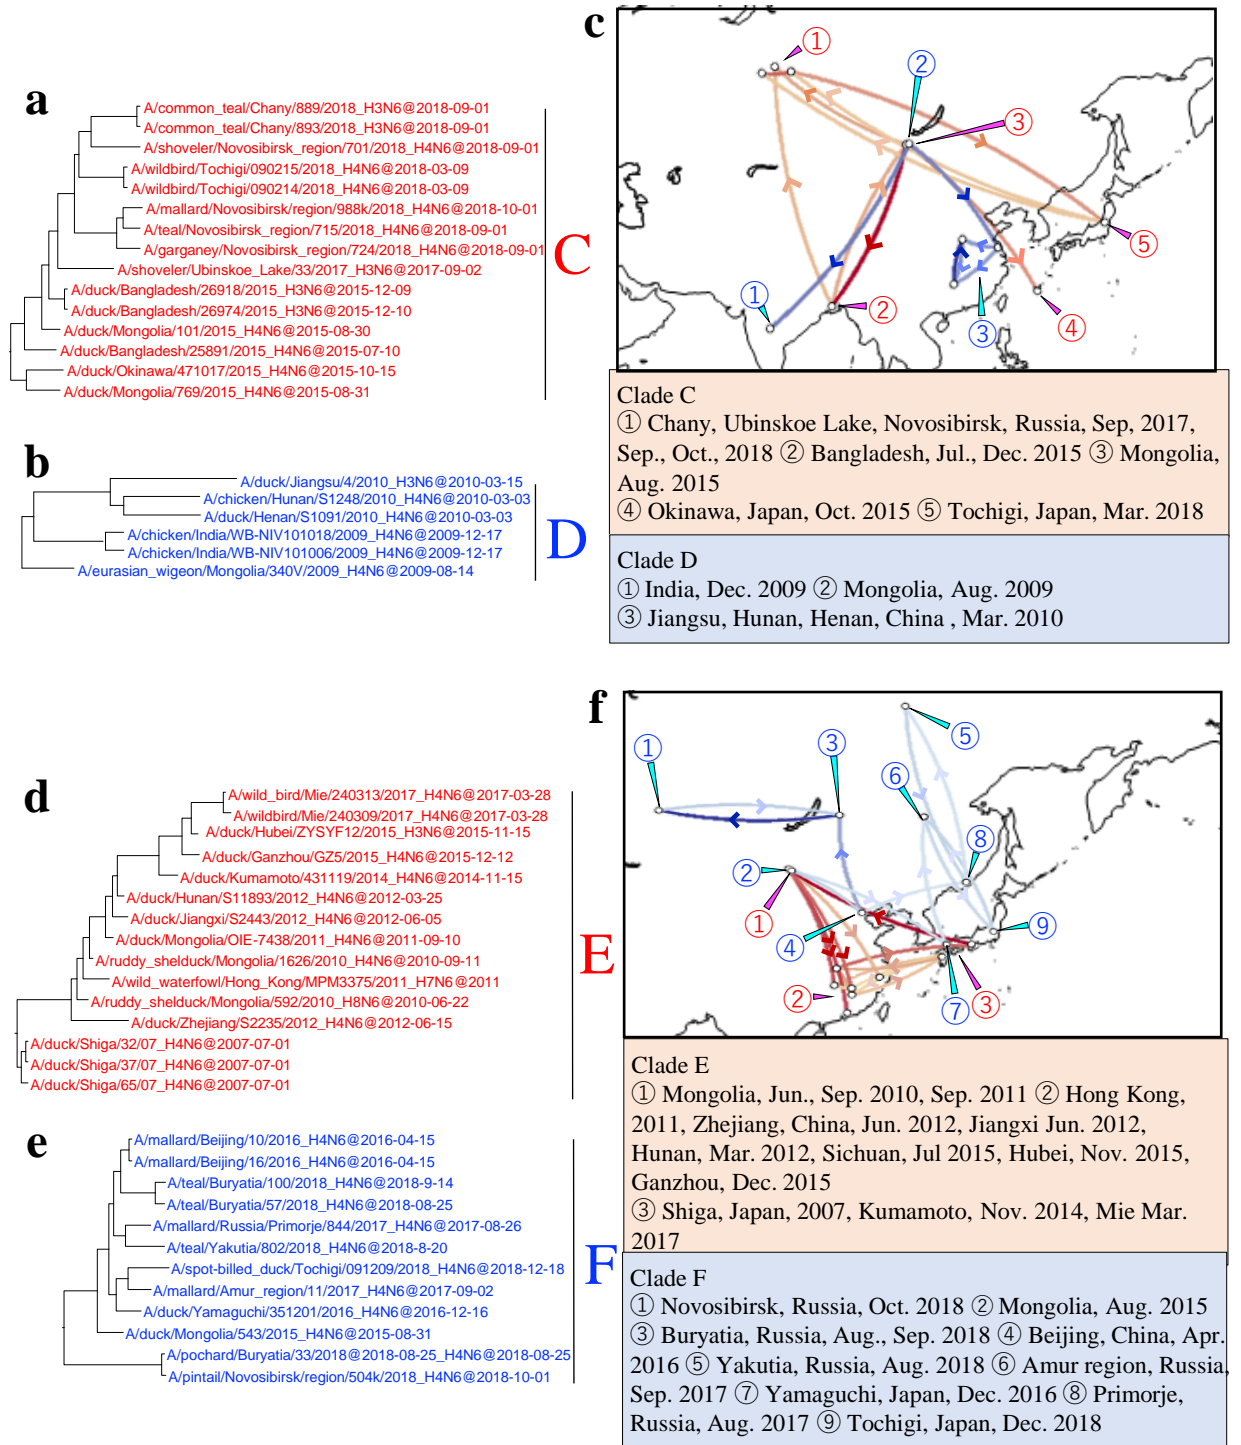 a
A/common_teal/Chany/889/2018_H3N6@2018-09-01
A/common_teal/Chany/893/2018_H3N6@2018-09-01
A/shoveler/Novosibirsk_region/701/2018_H4N6@2018-09-01
A/wildbird/Tochigi/090215/2018_H4N6@2018-03-09
A/wildbird/Tochigi/090214/2018_H4N6@2018-03-09
A/mallard/Novosibirsk/region/988k/2018_H4N6@2018-10-01
A/teal/Novosibirsk_region/715/2018_H4N6@2018-09-01
A/garganey/Novosibirsk_region/724/2018_H4N6@2018-09-01
A/shoveler/Ubinskoe_Lake/33/2017_H3N6@2017-09-02
A/duck/Bangladesh/26918/2015_H3N6@2015-12-09
A/duck/Bangladesh/26974/2015_H3N6@2015-12-10
A/duck/Mongolia/101/2015_H4N6@2015-08-30
A/duck/Bangladesh/25891/2015_H4N6@2015-07-10
A/duck/Okinawa/471017/2015_H4N6@2015-10-15
A/duck/Mongolia/769/2015_H4N6@2015-08-31
C
b
A/duck/Jiangsu/4/2010_H3N6@2010-03-15
A/chicken/Hunan/S1248/2010_H4N6@2010-03-03
A/duck/Henan/S1091/2010_H4N6@2010-03-03
A/chicken/India/WB-NIV101018/2009_H4N6@2009-12-17
A/chicken/India/WB-NIV101006/2009_H4N6@2009-12-17
A/eurasian_wigeon/Mongolia/340V/2009_H4N6@2009-08-14
D
c
①
②
③
⑤
①
②
③
④
Clade C
① Chany, Ubinskoe Lake, Novosibirsk, Russia, Sep, 2017,
Sep., Oct., 2018 ② Bangladesh, Jul., Dec. 2015 ③ Mongolia,
Aug. 2015
④ Okinawa, Japan, Oct. 2015 ⑤ Tochigi, Japan, Mar. 2018
Clade D
① India, Dec. 2009 ② Mongolia, Aug. 2009
③ Jiangsu, Hunan, Henan, China , Mar. 2010
d
A/wild_bird/Mie/240313/2017_H4N6@2017-03-28
A/wildbird/Mie/240309/2017_H4N6@2017-03-28
A/duck/Hubei/ZYSYF12/2015_H3N6@2015-11-15
A/duck/Ganzhou/GZ5/2015_H4N6@2015-12-12
A/duck/Kumamoto/431119/2014_H4N6@2014-11-15
A/duck/Hunan/S11893/2012_H4N6@2012-03-25
A/duck/Jiangxi/S2443/2012_H4N6@2012-06-05
A/duck/Mongolia/OIE-7438/2011_H4N6@2011-09-10
A/ruddy_shelduck/Mongolia/1626/2010_H4N6@2010-09-11
A/wild_waterfowl/Hong_Kong/MPM3375/2011_H7N6@2011
A/ruddy_shelduck/Mongolia/592/2010_H8N6@2010-06-22
A/duck/Zhejiang/S2235/2012_H4N6@2012-06-15
A/duck/Shiga/32/07_H4N6@2007-07-01
A/duck/Shiga/37/07_H4N6@2007-07-01
A/duck/Shiga/65/07_H4N6@2007-07-01
E
e
A/mallard/Beijing/10/2016_H4N6@2016-04-15
A/mallard/Beijing/16/2016_H4N6@2016-04-15
A/teal/Buryatia/100/2018_H4N6@2018-9-14
A/teal/Buryatia/57/2018_H4N6@2018-08-25
A/mallard/Russia/Primorje/844/2017_H4N6@2017-08-26
A/teal/Yakutia/802/2018_H4N6@2018-8-20
A/spot-billed_duck/Tochigi/091209/2018_H4N6@2018-12-18
A/mallard/Amur_region/11/2017_H4N6@2017-09-02
A/duck/Yamaguchi/351201/2016_H4N6@2016-12-16
A/duck/Mongolia/543/2015_H4N6@2015-08-31
A/pochard/Buryatia/33/2018@2018-08-25_H4N6@2018-08-25
A/pintail/Novosibirsk/region/504k/2018_H4N6@2018-10-01
F
f
①
③
⑤
⑥
②
⑧
①
④
⑨
②
⑦
③
Clade E
① Mongolia, Jun., Sep. 2010, Sep. 2011 ② Hong Kong,
2011, Zhejiang, China, Jun. 2012, Jiangxi Jun. 2012,
Hunan, Mar. 2012, Sichuan, Jul 2015, Hubei, Nov. 2015,
Ganzhou, Dec. 2015
③ Shiga, Japan, 2007, Kumamoto, Nov. 2014, Mie Mar.
2017
Clade F
① Novosibirsk, Russia, Oct. 2018 ② Mongolia, Aug. 2015
③ Buryatia, Russia, Aug., Sep. 2018 ④ Beijing, China, Apr.
2016 ⑤ Yakutia, Russia, Aug. 2018 ⑥ Amur region, Russia,
Sep. 2017 ⑦ Yamaguchi, Japan, Dec. 2016 ⑧ Primorje,
Russia, Aug. 2017 ⑨ Tochigi, Japan, Dec. 2018